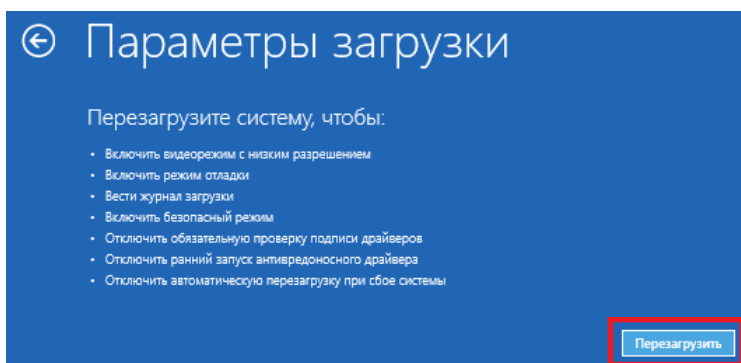 Параметры загрузки
Перезагрузите систему, чтобы:
• Включить видеорежим с низким разрешением
• Включить режим отладки
• Вести журнал загрузки
• Включить безопасный режим
• Отключить обязательную проверку подписи драйверов
• Отключить ранний запуск антивредоносного драйвера
• Отключить автоматическую перезагрузку при сбое системы
Перезагрузить